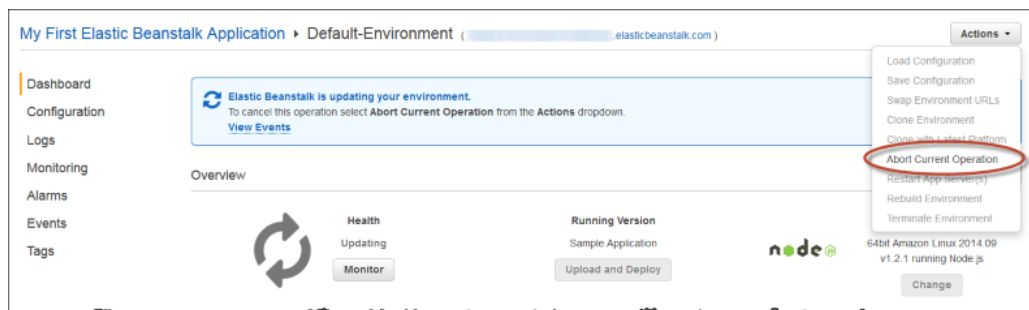 My First Elastic Beanstalk Application ▸ Default-Environment ( .elasticbeanstalk.com )
Actions
Load Configuration
Save Configuration
Swap Environment URLs
Clone Environment
Clone with Latest Platform
Abort Current Operation
Restart App Server(s)
Rebuild Environment
Terminate Environment
Dashboard
Configuration
Logs
Monitoring
Alarms
Events
Tags
Elastic Beanstalk is updating your environment.
To cancel this operation select Abort Current Operation from the Actions dropdown.
View Events
Overview
Health
Updating
Monitor
Running Version
Sample Application
Upload and Deploy
node js
64bit Amazon Linux 2014.09
v1.2.1 running Node.js
Change